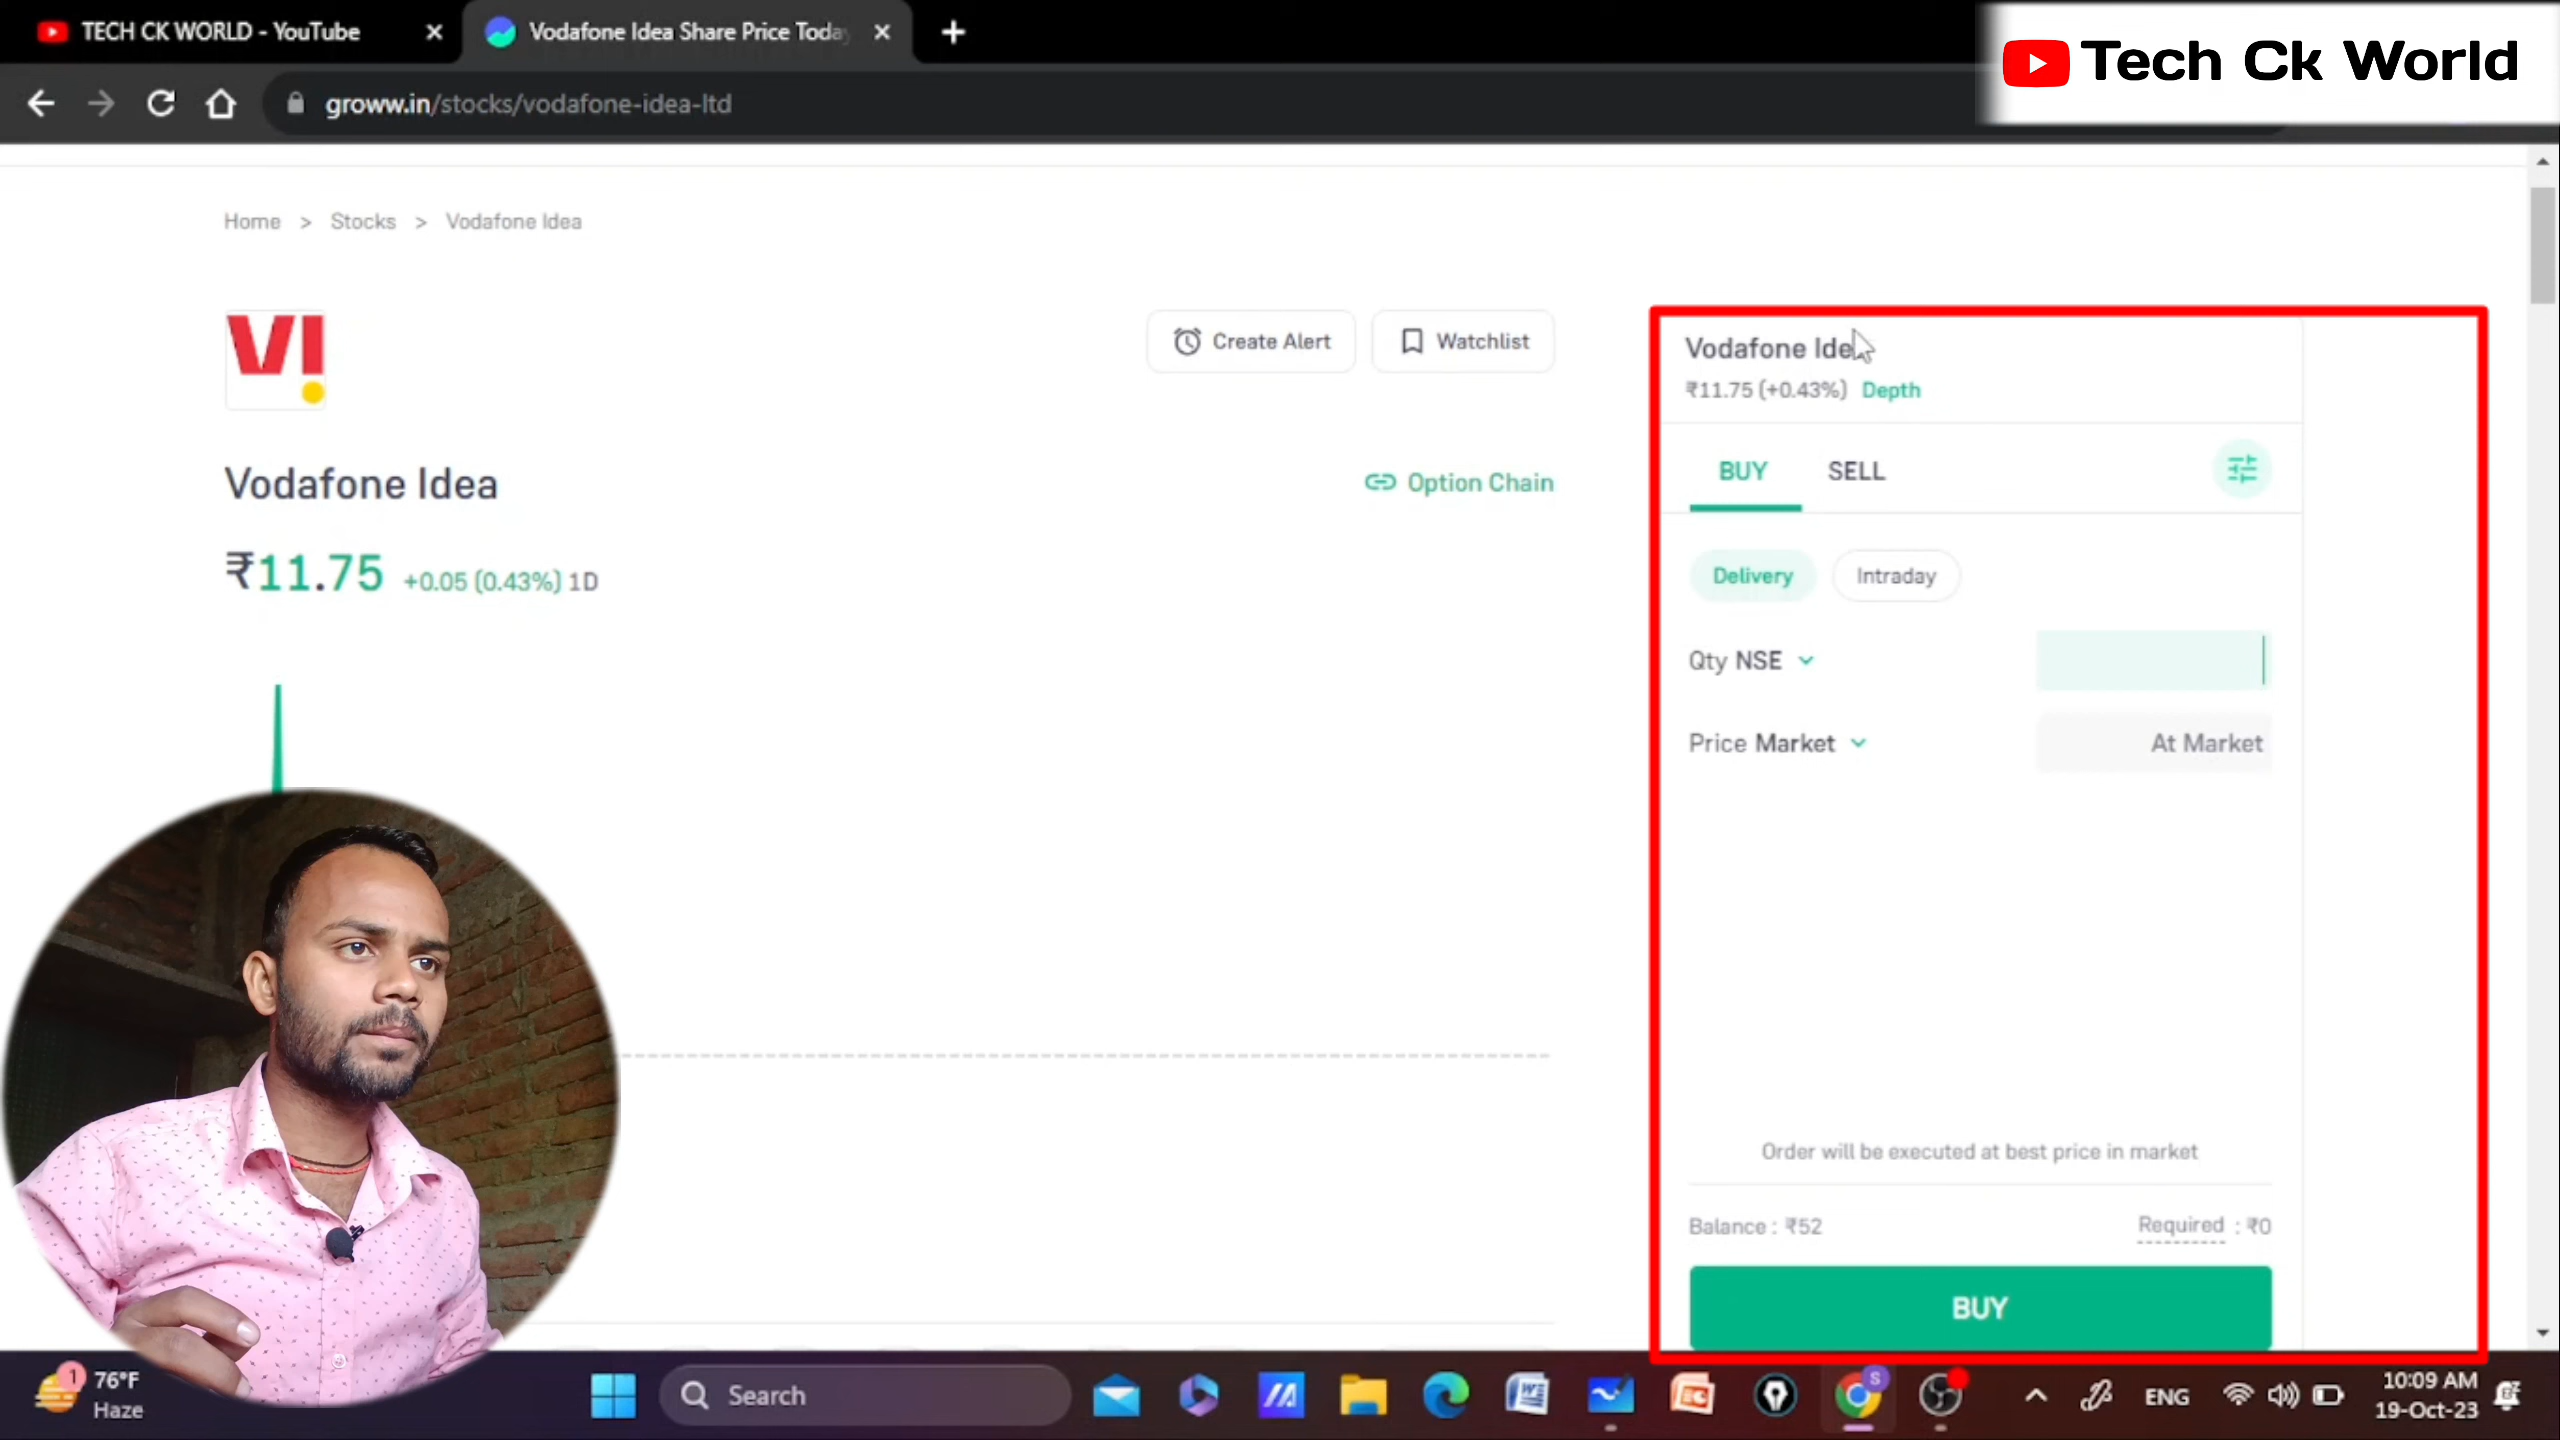 TECH CK WORLD - YouTube
Vodafone Idea Share Price Toda
Tech Ck World
groww.in/stocks/vodafone-idea-ltd
Home > Stocks > Vodafone Idea
VI
Create Alert
Watchlist
Vodafone Idea
Option Chain
₹11.75 +0.05 (0.43%) 1D
Vodafone Ide
₹11.75 (+0.43%) Depth
BUY SELL
Delivery Intraday
Qty NSE
Price Market At Market
Order will be executed at best price in market
Balance : ₹52 Required : ₹0
BUY
1 76°F
Haze
Search
S
ENG
10:09 AM
19-Oct-23